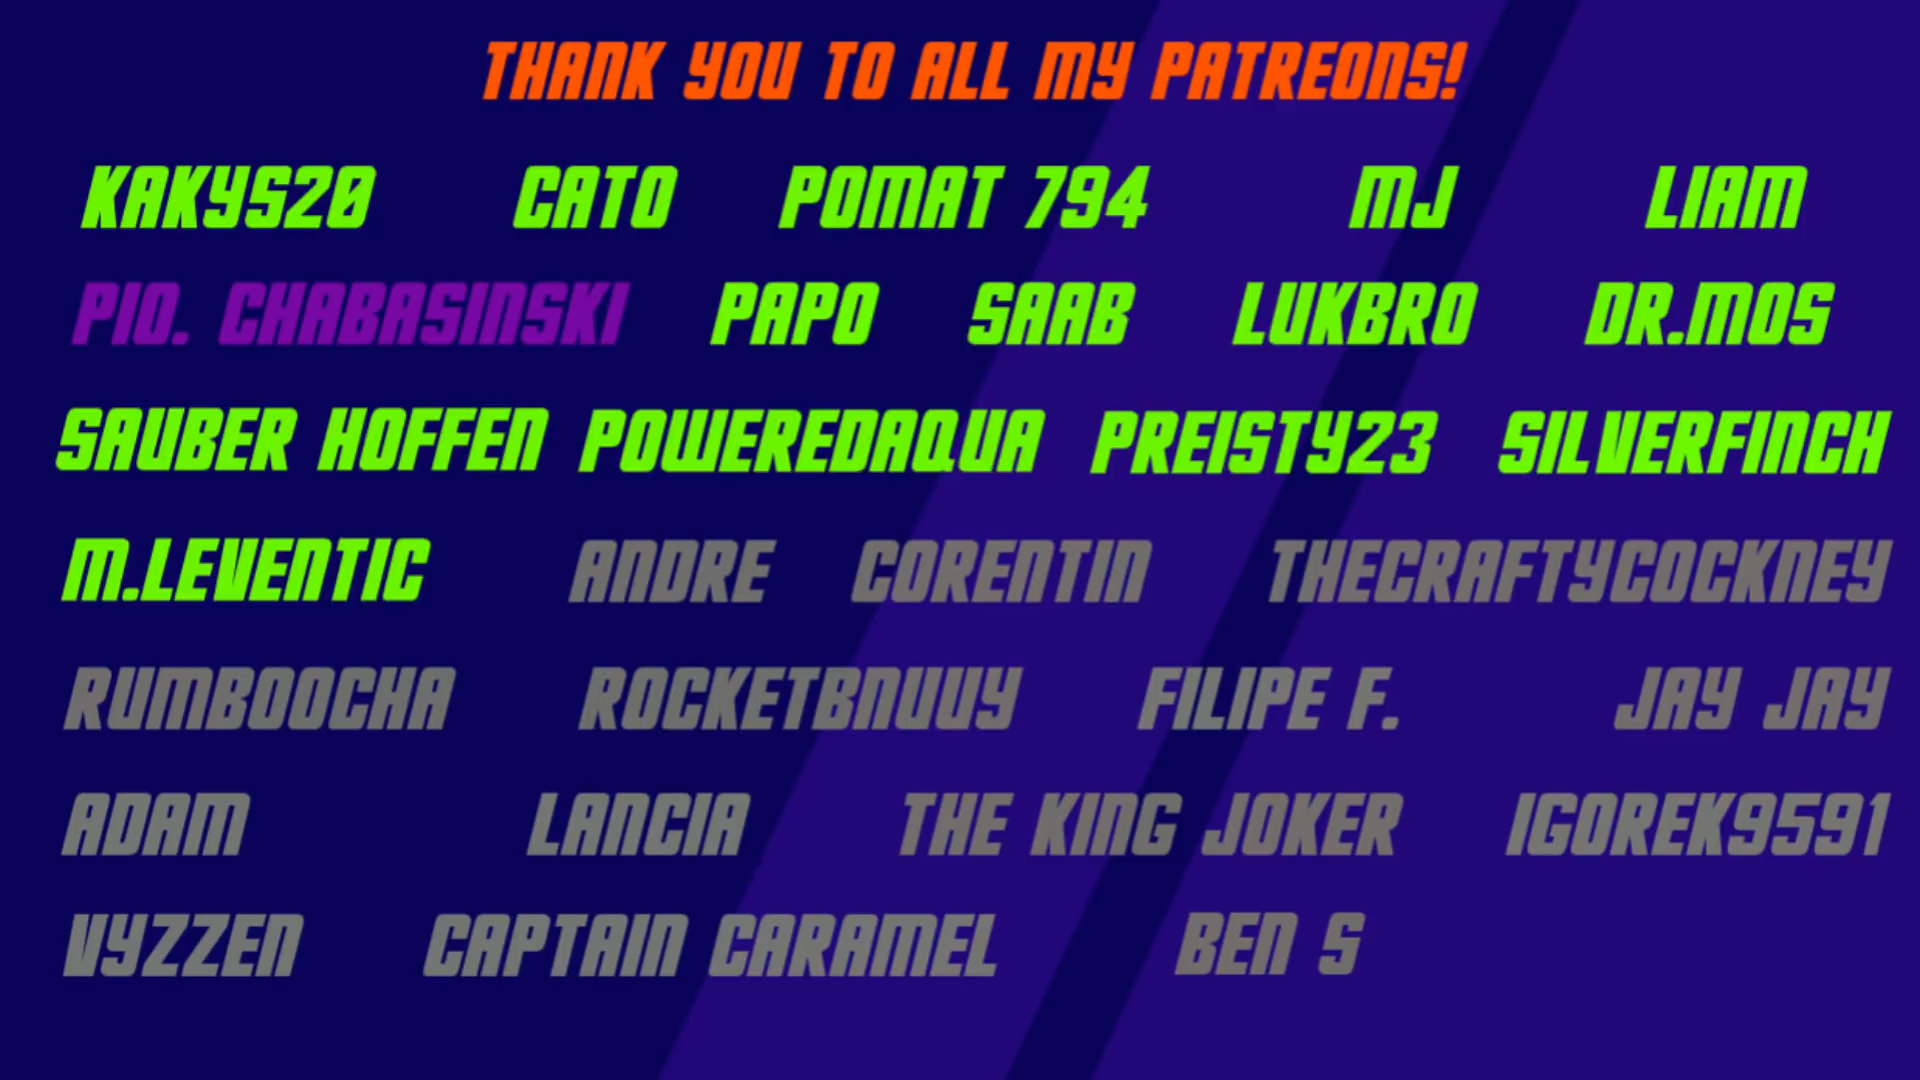 THANK YOU TO ALL MY PATREONS!
KAKYS20 CATO POMAT 794 MJ LIAM
PIO. CHABASINSKI PAPO SAAB LUKBRO DR.MOS
SAUBER HOFFEN POWEREDAQUA PREISTY23 SILVERFINCH
M.LEVENTIC ANDRE CORENTIN THECRAFTYCOCKNEY
RUMBOOCHA ROCKETBNUUY FILIPE F. JAY JAY
ADAM LANCIA THE KING JOKER IGOREK9591
VYZZEN CAPTAIN CARAMEL BEN S